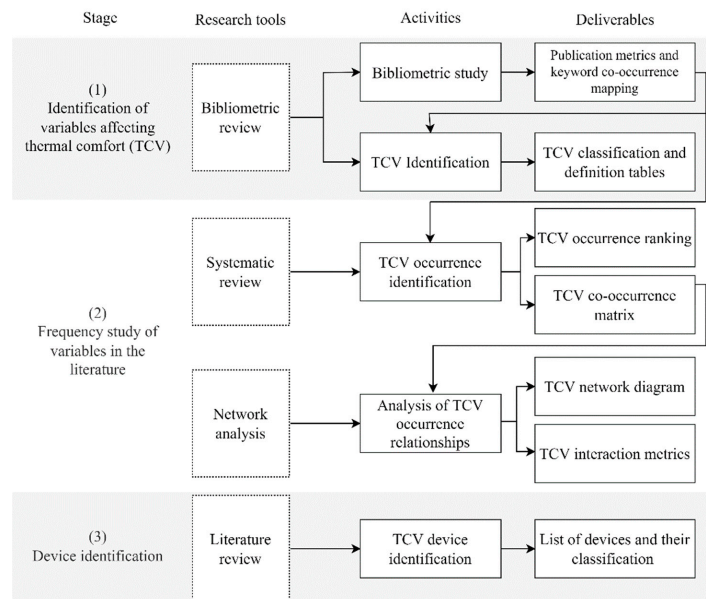 Stage
Research tools
Activities
Deliverables
(1)
Identification of
variables affecting
thermal comfort (TCV)
Bibliometric
review
Bibliometric study
Publication metrics and
keyword co-occurrence
mapping
TCV Identification
TCV classification and
definition tables
(2)
Frequency study of
variables in the
literature
Systematic
review
TCV occurrence
identification
TCV occurrence ranking
TCV co-occurrence
matrix
Network
analysis
Analysis of TCV
occurrence
relationships
TCV network diagram
TCV interaction metrics
(3)
Device identification
Literature
review
TCV device
identification
List of devices and their
classification